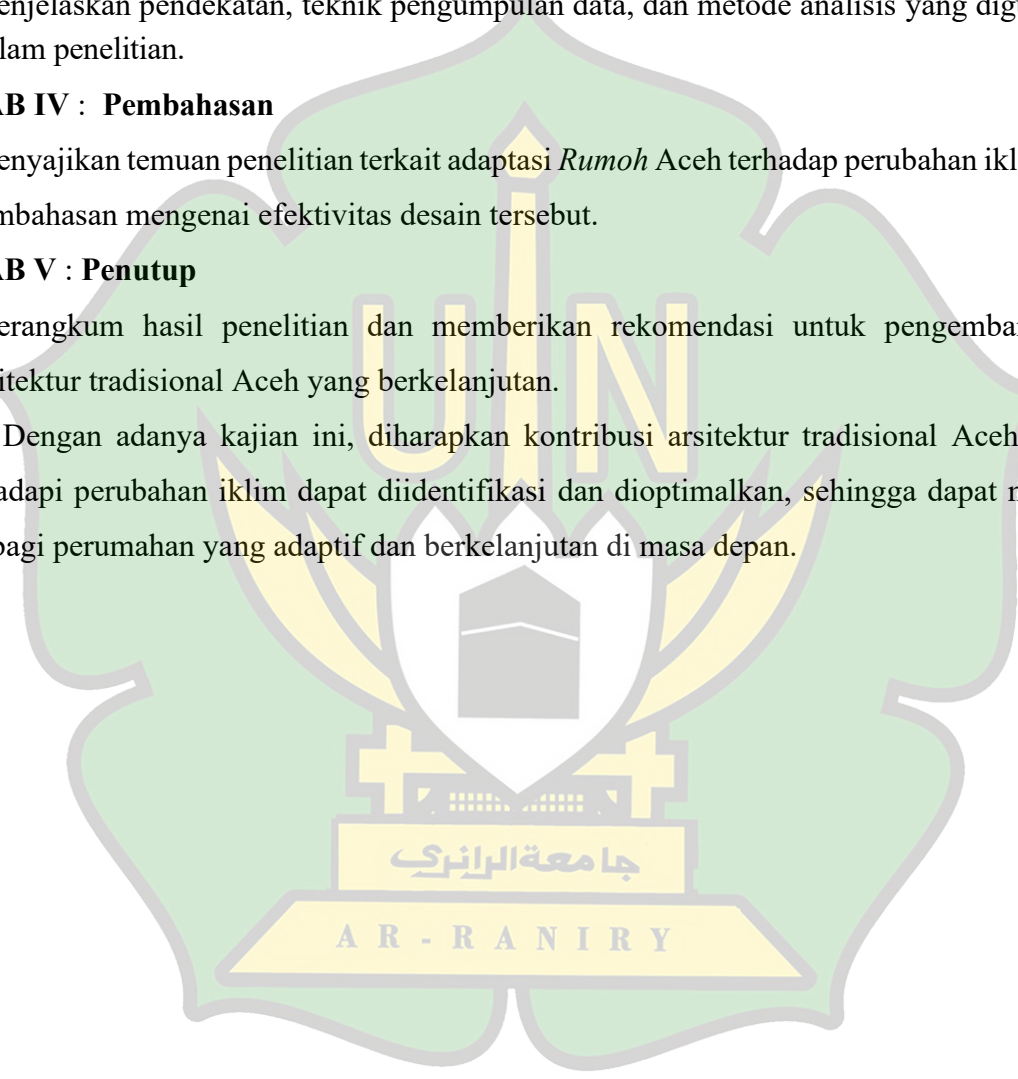 enjelaskan pendekatan, teknik pengumpulan data, dan metode analisis yang dig
lam penelitian.
AB IV : Pembahasan
enyajikan temuan penelitian terkait adaptasi Rumoh Aceh terhadap perubahan ikl
mbahasan mengenai efektivitas desain tersebut.
AB V : Penutup
erangkum hasil penelitian dan memberikan rekomendasi untuk pengemba
itektur tradisional Aceh yang berkelanjutan.
Dengan adanya kajian ini, diharapkan kontribusi arsitektur tradisional Aceh
adapi perubahan iklim dapat diidentifikasi dan dioptimalkan, sehingga dapat
bagi perumahan yang adaptif dan berkelanjutan di masa depan.
UIN
جامعة الرانري
AR-RANIRY